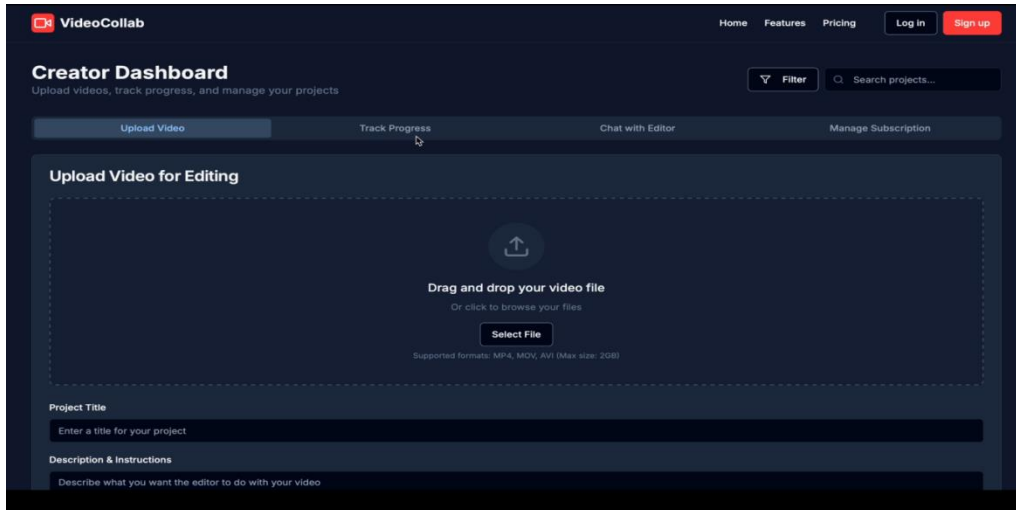 VideoCollab
Home Features Pricing Log in Sign up
Creator Dashboard
Upload videos, track progress, and manage your projects
Filter Search projects...
Upload Video Track Progress Chat with Editor Manage Subscription
Upload Video for Editing
Drag and drop your video file
Or click to browse your files
Select File
Supported formats: MP4, MOV, AVI (Max size: 2GB)
Project Title
Enter a title for your project
Description & Instructions
Describe what you want the editor to do with your video